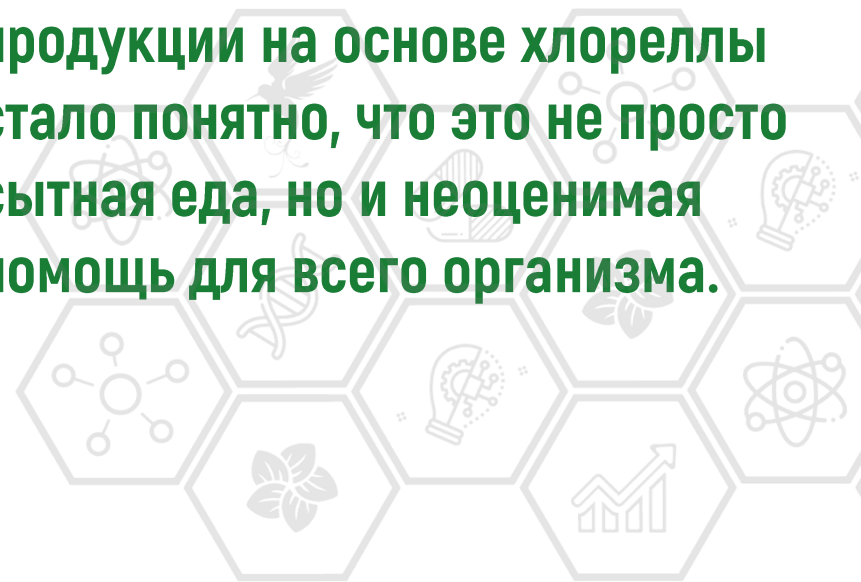 продукции на основе хлореллы
стало понятно, что это не просто
сытная еда, но и неоценимая
помощь для всего организма.